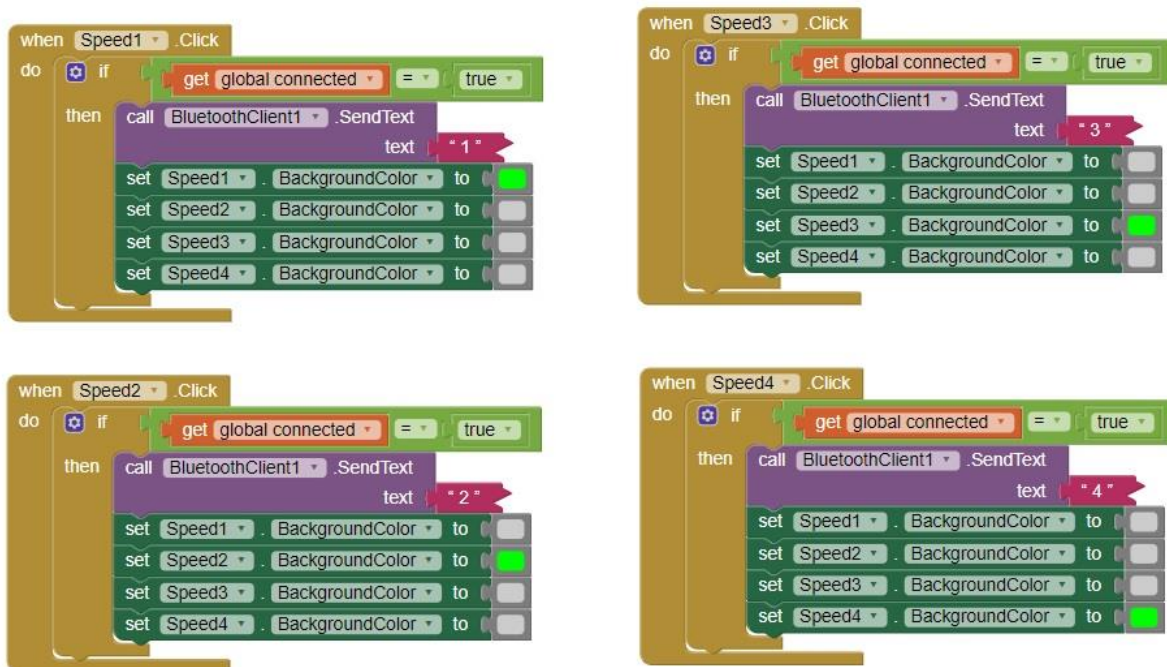 when Speed1 .Click
do if get global connected = true
then call BluetoothClient1 .SendText
text " 1 "
set Speed1 . BackgroundColor to
set Speed2 . BackgroundColor to
set Speed3 . BackgroundColor to
set Speed4 . BackgroundColor to
when Speed3 .Click
do if get global connected = true
then call BluetoothClient1 .SendText
text " 3 "
set Speed1 . BackgroundColor to
set Speed2 . BackgroundColor to
set Speed3 . BackgroundColor to
set Speed4 . BackgroundColor to
when Speed2 .Click
do if get global connected = true
then call BluetoothClient1 .SendText
text " 2 "
set Speed1 . BackgroundColor to
set Speed2 . BackgroundColor to
set Speed3 . BackgroundColor to
set Speed4 . BackgroundColor to
when Speed4 .Click
do if get global connected = true
then call BluetoothClient1 .SendText
text " 4 "
set Speed1 . BackgroundColor to
set Speed2 . BackgroundColor to
set Speed3 . BackgroundColor to
set Speed4 . BackgroundColor to